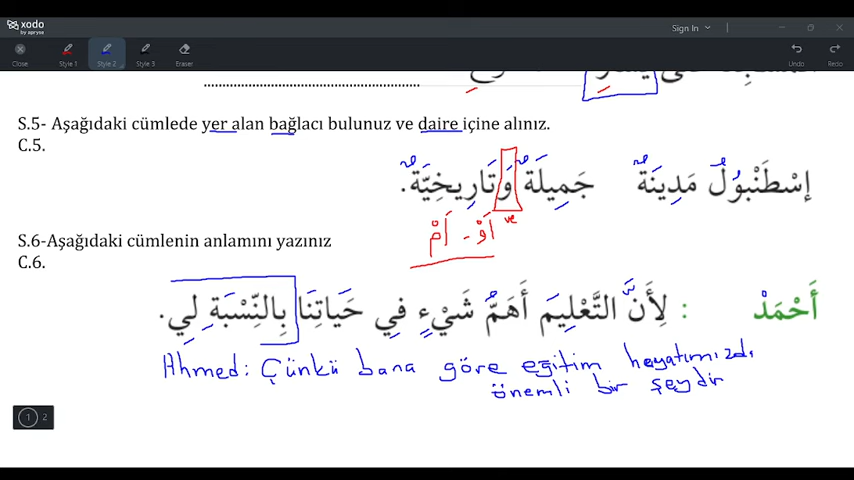 xodo
by apryse
Sign In
Close
Style 1
Style 2
Style 3
Eraser
Undo
Redo
S.5- Aşağıdaki cümlede yer alan bağlacı bulunuz ve daire içine alınız.
C.5.
إِسْطَنْبُولُ مَدِينَةٌ جَمِيلَةٌ وَتَارِيخِيَّةٌ.
ve
أَوْ - أَمْ
S.6-Aşağıdaki cümlenin anlamını yazınız
C.6.
أَحْمَدْ : لِأَنَّ التَّعْلِيمَ أَهَمُّ شَيْءٍ فِي حَيَاتِنَا بِالنِّسْبَةِ لِي.
Ahmed: Çünkü bana göre eğitim hayatımızda
önemli bir şeydir
1 2